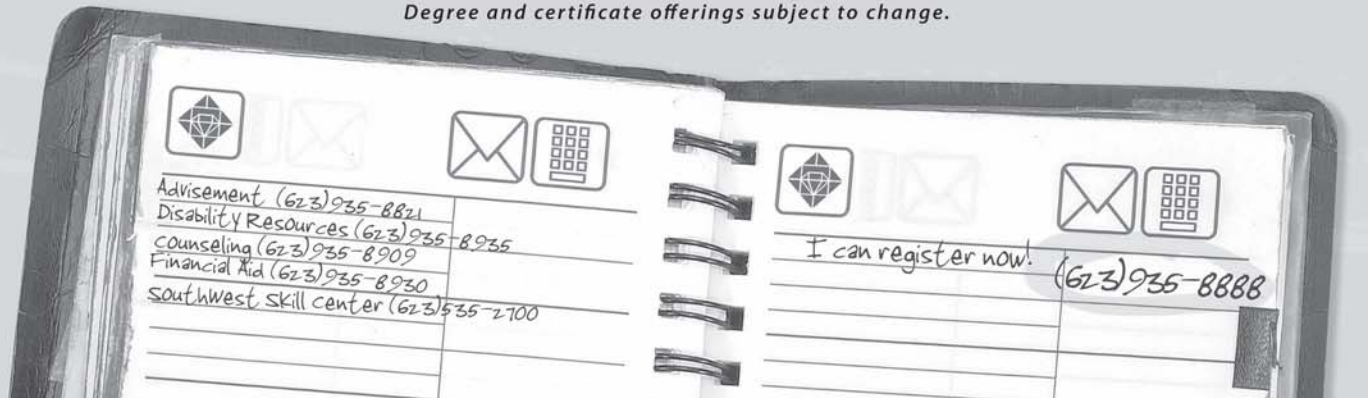 Degree and certificate offerings subject to change.
Advisement (623)935-8821
Disability Resources (623)935-8935
counseling (623)935-8909
Financial Aid (623)935-8930
southwest skill center (623)535-2700
I can register now! (623)935-8888